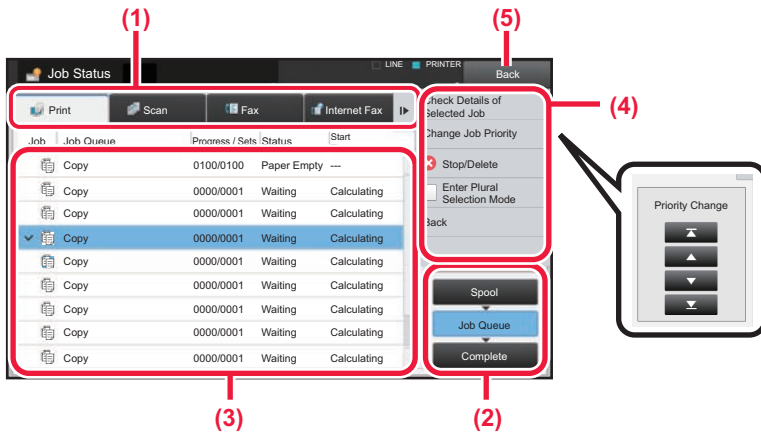 (1)
(5)
Job Status
LINE
PRINTER
Back
Print
Scan
Fax
Internet Fax
Check Details of
Selected Job
(4)
Change Job Priority
Stop/Delete
Enter Plural
Selection Mode
Back
Job Job Queue Progress / Sets Status Start
Copy 0100/0100 Paper Empty ---
Copy 0000/0001 Waiting Calculating
Copy 0000/0001 Waiting Calculating
Copy 0000/0001 Waiting Calculating
Copy 0000/0001 Waiting Calculating
Copy 0000/0001 Waiting Calculating
Copy 0000/0001 Waiting Calculating
Copy 0000/0001 Waiting Calculating
Copy 0000/0001 Waiting Calculating
Priority Change
Spool
Job Queue
Complete
(3)
(2)